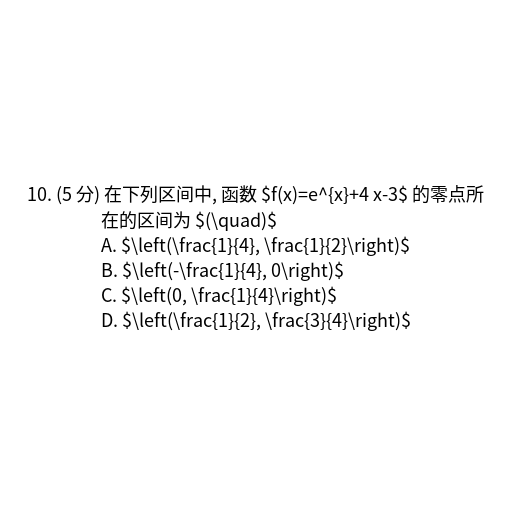 10. (5 分) 在下列区间中, 函数 $f(x)=e^{x}+4 x-3$ 的零点所
在的区间为 $(\quad)$
A. $\left(\frac{1}{4}, \frac{1}{2}\right)$
B. $\left(-\frac{1}{4}, 0\right)$
C. $\left(0, \frac{1}{4}\right)$
D. $\left(\frac{1}{2}, \frac{3}{4}\right)$